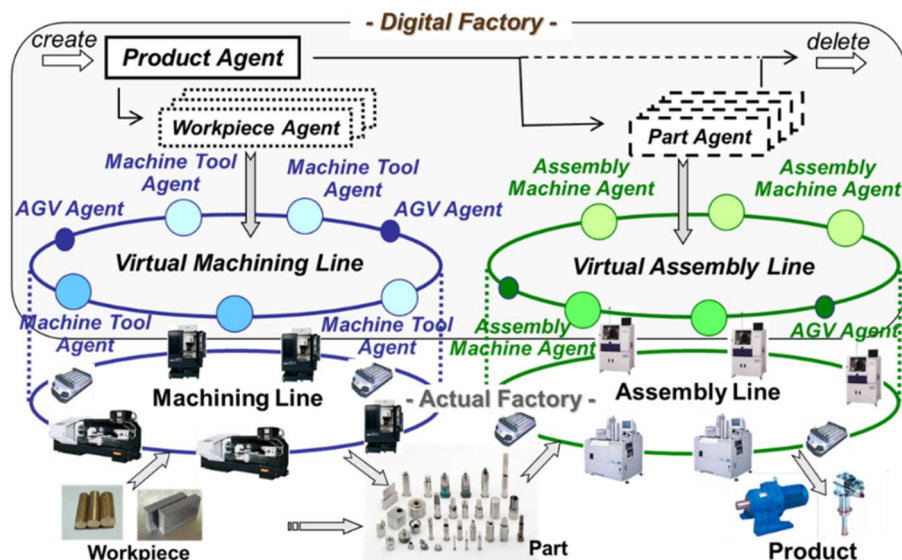 - Digital Factory -
create
delete
Product Agent
Workpiece Agent
Part Agent
Machine Tool
Agent
Machine Tool
Agent
Assembly
Machine Agent
Assembly
Machine Agent
AGV Agent
AGV Agent
Virtual Machining Line
Virtual Assembly Line
Machine Tool
Agent
Machine Tool
Agent
Assembly
Machine Agent
AGV Agent
Machining Line
- Actual Factory -
Assembly Line
Workpiece
Part
Product